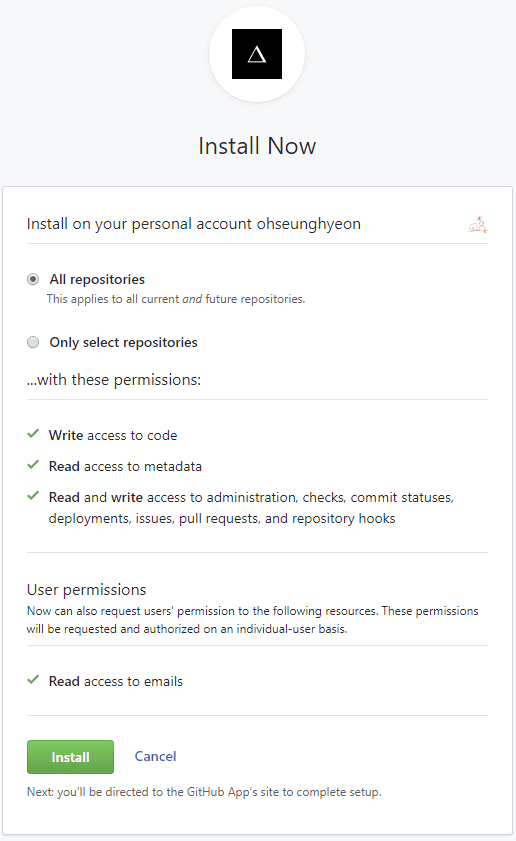 Install Now
Install on your personal account ohseunghyeon
All repositories
This applies to all current and future repositories.
Only select repositories
...with these permissions:
Write access to code
Read access to metadata
Read and write access to administration, checks, commit statuses,
deployments, issues, pull requests, and repository hooks
User permissions
Now can also request users' permission to the following resources. These permissions
will be requested and authorized on an individual-user basis.
Read access to emails
Install Cancel
Next: you'll be directed to the GitHub App's site to complete setup.